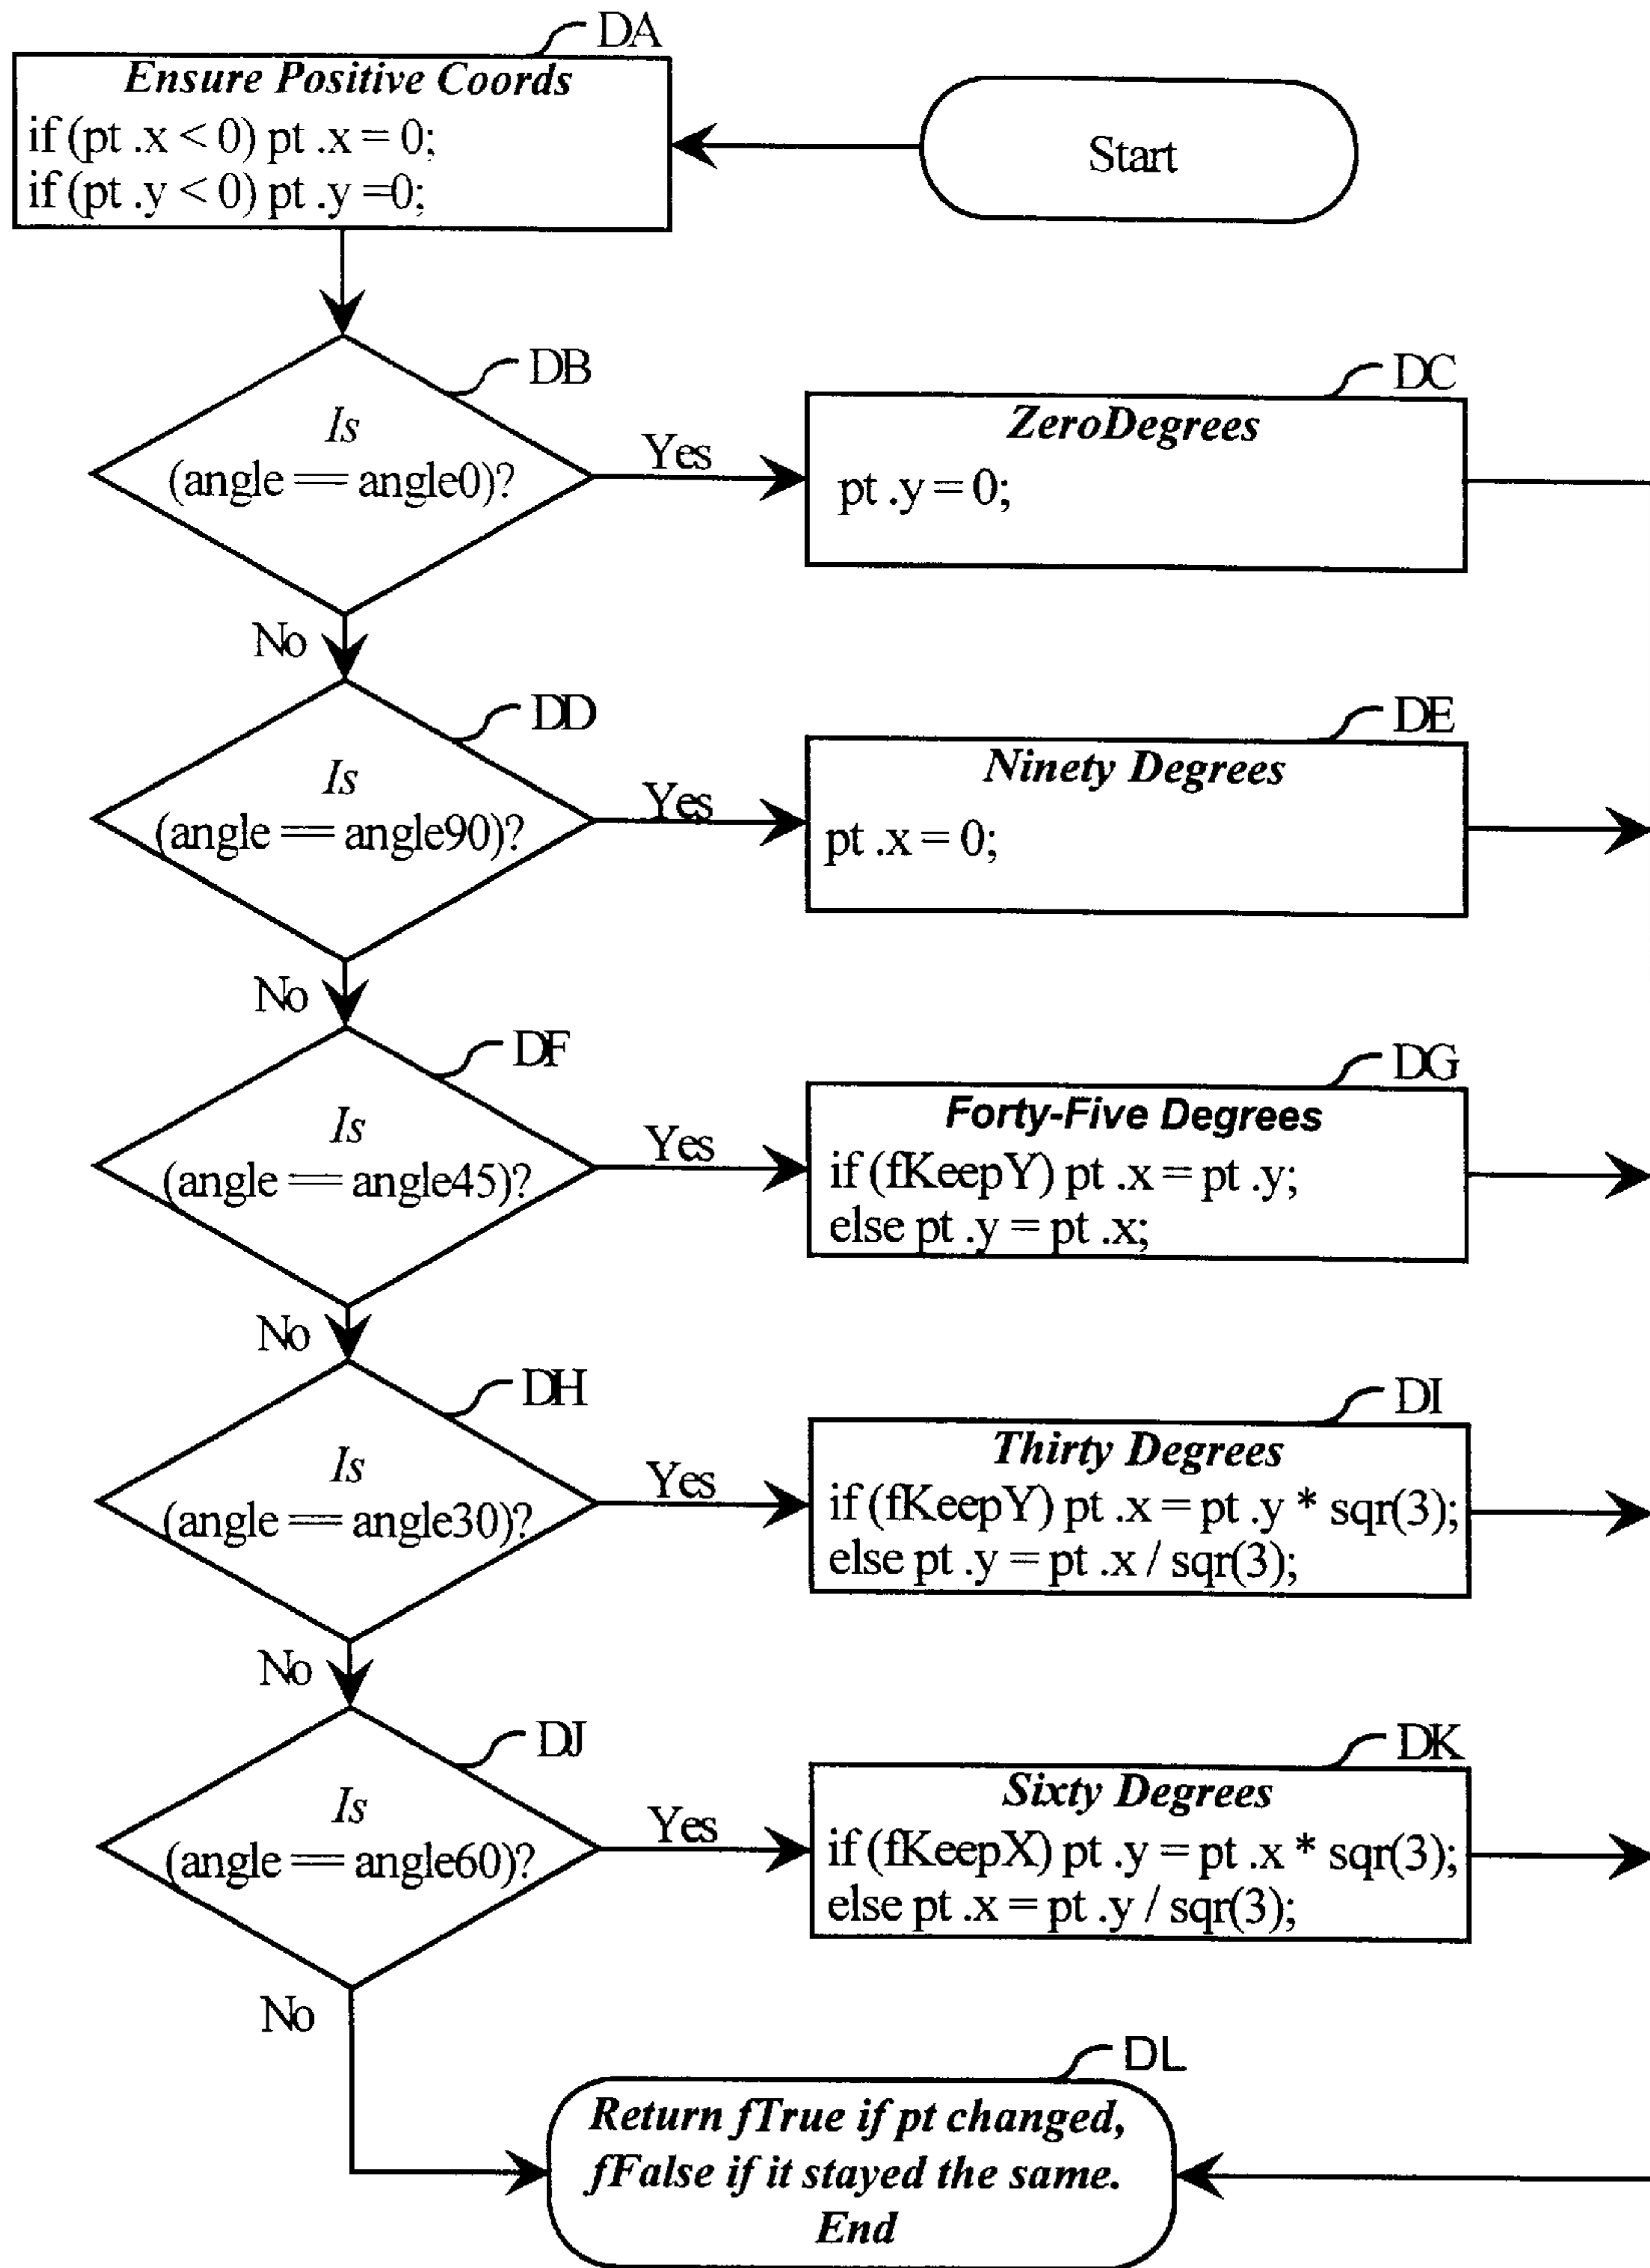 DA
Ensure Positive Coords
if (pt .x < 0) pt .x = 0;
if (pt .y < 0) pt .y =0;
Start
DB
Is
(angle == angle0)?
Yes
DC
ZeroDegrees
pt .y = 0;
No
DD
Is
(angle == angle90)?
Yes
DE
Ninety Degrees
pt .x = 0;
No
DF
Is
(angle == angle45)?
Yes
DG
Forty-Five Degrees
if (fKeepY) pt .x = pt .y;
else pt .y = pt .x;
No
DH
Is
(angle == angle30)?
Yes
DI
Thirty Degrees
if (fKeepY) pt .x = pt .y * sqr(3);
else pt .y = pt .x / sqr(3);
No
DJ
Is
(angle == angle60)?
Yes
DK
Sixty Degrees
if (fKeepX) pt .y = pt .x * sqr(3);
else pt .x = pt .y / sqr(3);
No
DL
Return fTrue if pt changed,
fFalse if it stayed the same.
End